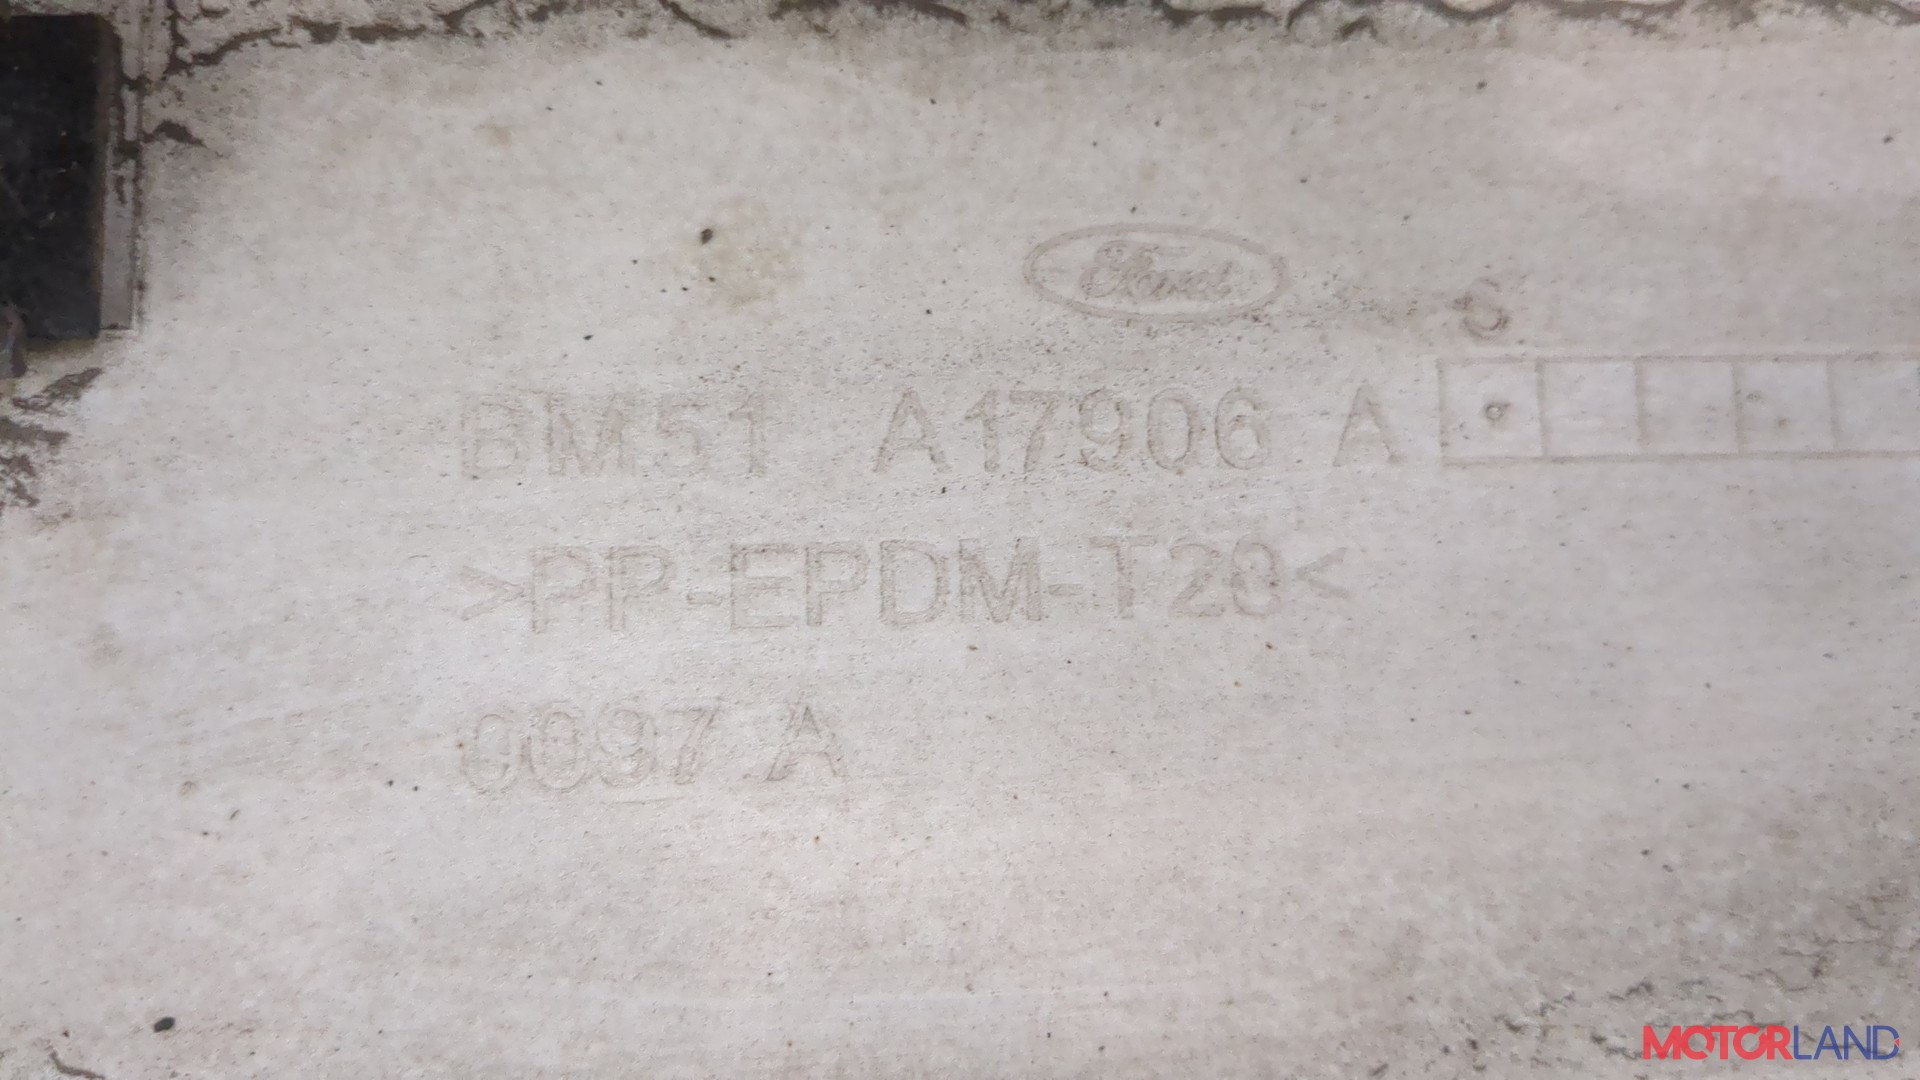 Ford
S
BM51 A17906 A
>PP-EPDM-T20<
0097 A
MOTORLAND